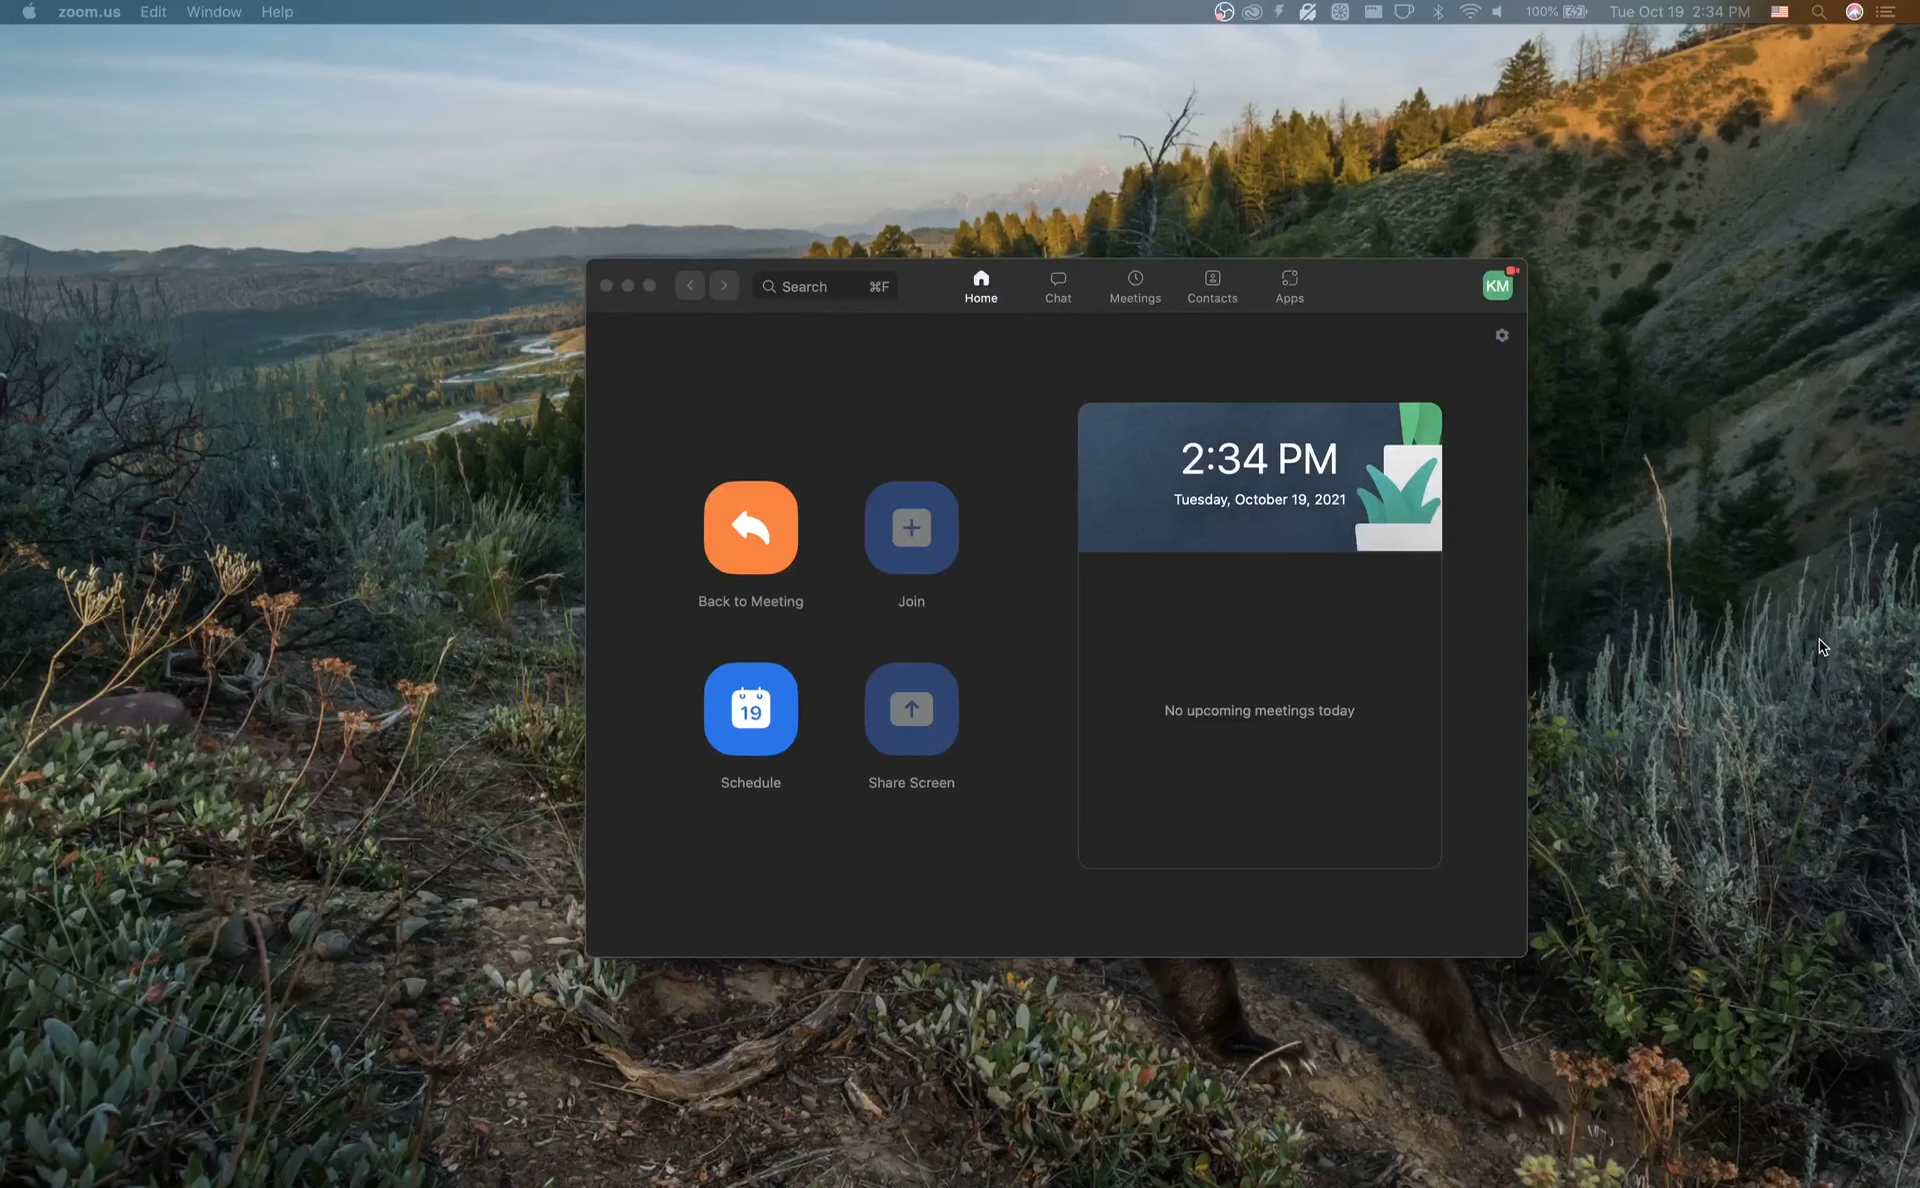 zoom.us Edit Window Help 100% Tue Oct 19 2:34 PM
Search ⌘F
Home
Chat
Meetings
Contacts
Apps
KM
2:34 PM
Tuesday, October 19, 2021
Back to Meeting
Join
19
Schedule
Share Screen
No upcoming meetings today